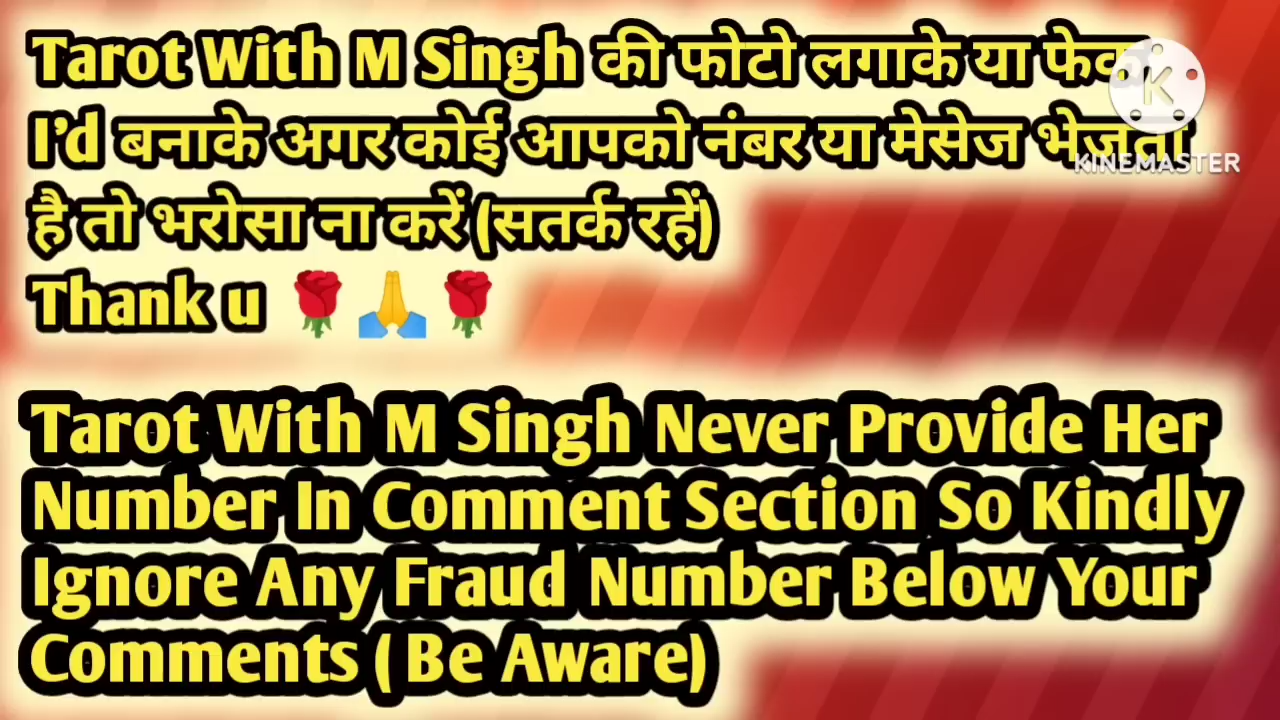 Tarot With M Singh की फोटो लगाके या फेक
I'd बनाके अगर कोई आपको नंबर या मेसेज भेजता
है तो भरोसा ना करें (सतर्क रहें)
Thank u 🌹🙏🌹
Tarot With M Singh Never Provide Her
Number In Comment Section So Kindly
Ignore Any Fraud Number Below Your
Comments ( Be Aware)
K
KINEMASTER